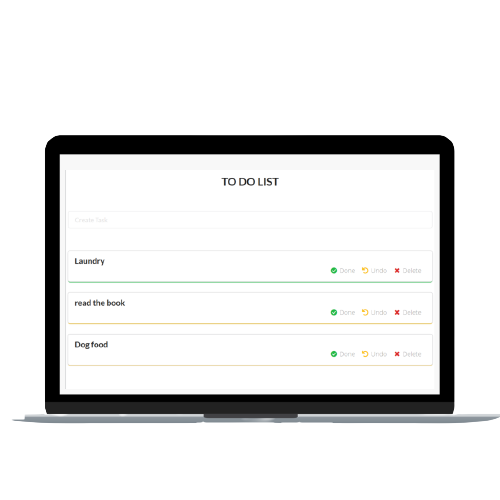 TO DO LIST
Create Task
Laundry
Done Undo Delete
read the book
Done Undo Delete
Dog food
Done Undo Delete